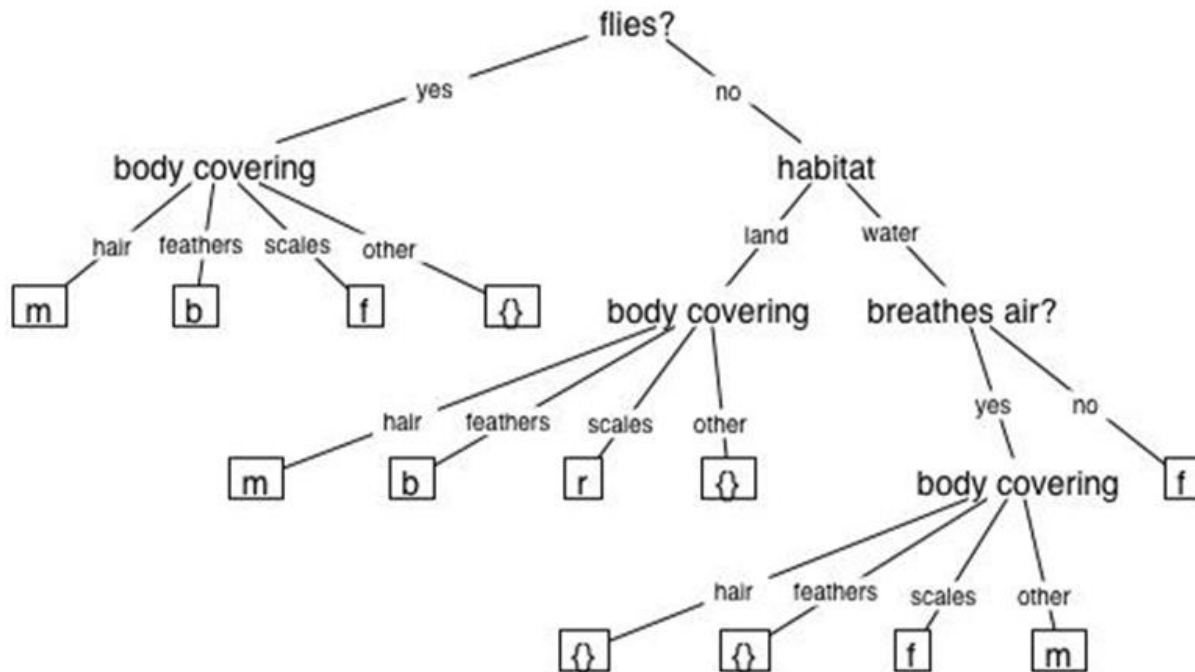 flies?
yes no
body covering habitat
hair feathers scales other land water
m b f {} body covering breathes air?
hair feathers scales other yes no
m b r {} body covering f
hair feathers scales other
{} {} f m